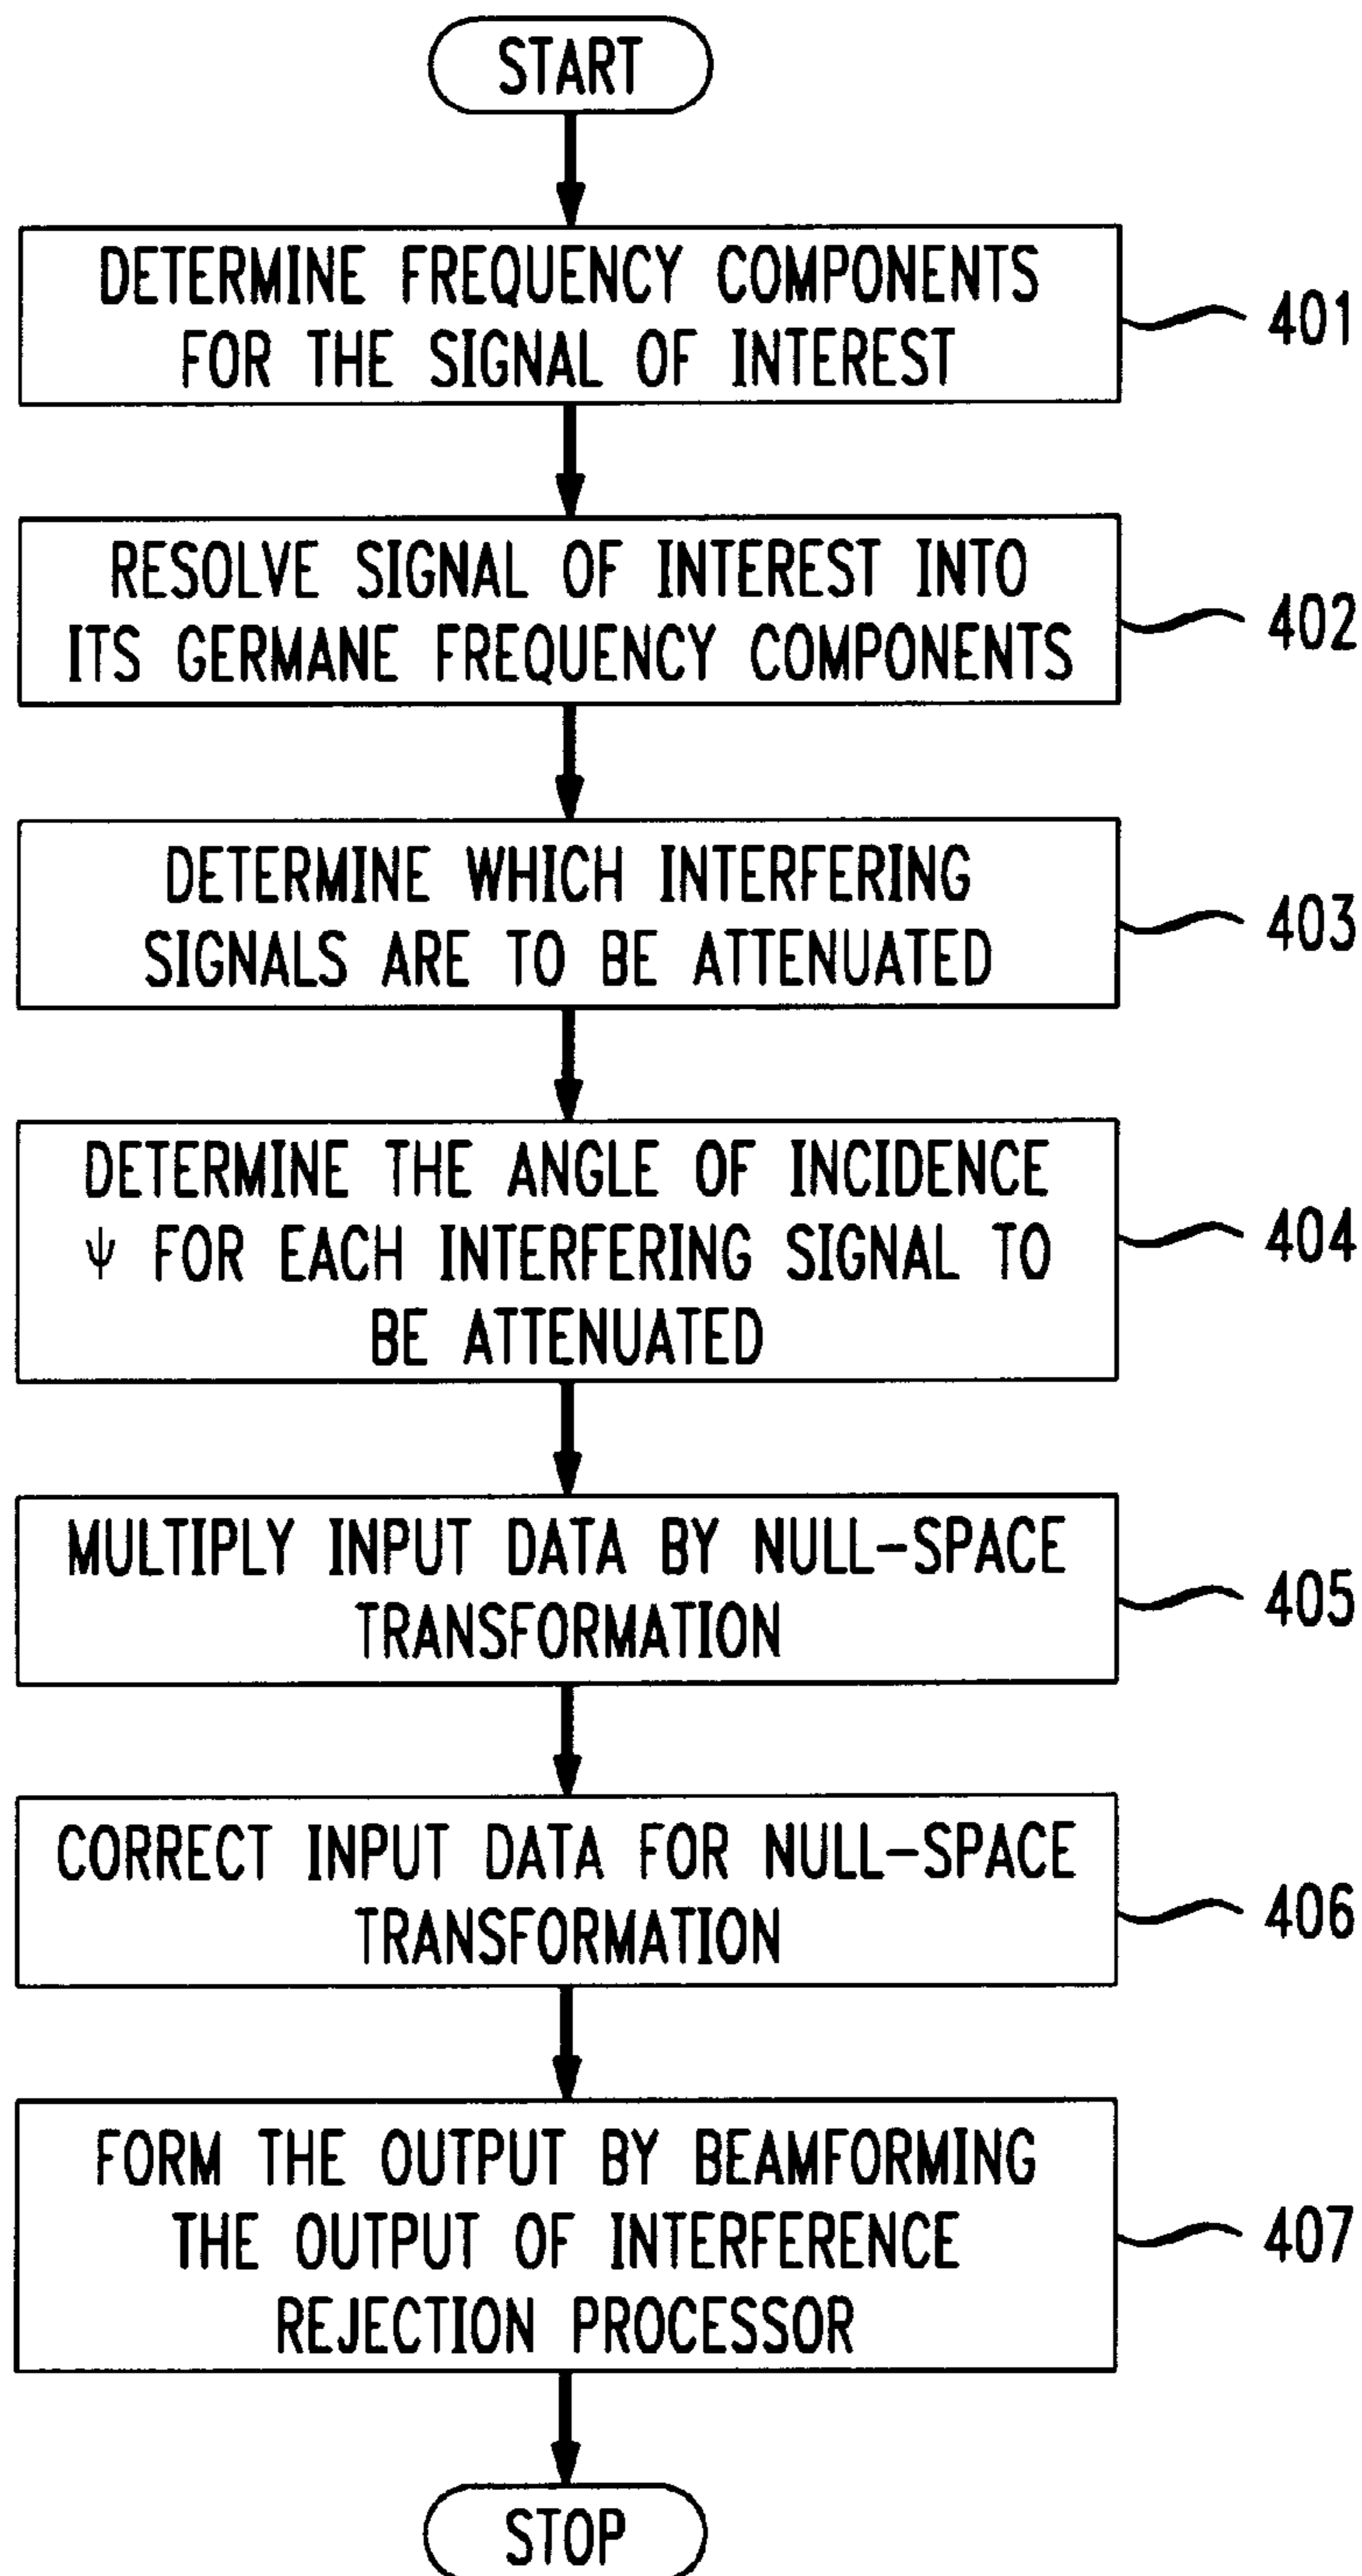 START
DETERMINE FREQUENCY COMPONENTS
FOR THE SIGNAL OF INTEREST
401
RESOLVE SIGNAL OF INTEREST INTO
ITS GERMANE FREQUENCY COMPONENTS
402
DETERMINE WHICH INTERFERING
SIGNALS ARE TO BE ATTENUATED
403
DETERMINE THE ANGLE OF INCIDENCE
ψ FOR EACH INTERFERING SIGNAL TO
BE ATTENUATED
404
MULTIPLY INPUT DATA BY NULL-SPACE
TRANSFORMATION
405
CORRECT INPUT DATA FOR NULL-SPACE
TRANSFORMATION
406
FORM THE OUTPUT BY BEAMFORMING
THE OUTPUT OF INTERFERENCE
REJECTION PROCESSOR
407
STOP